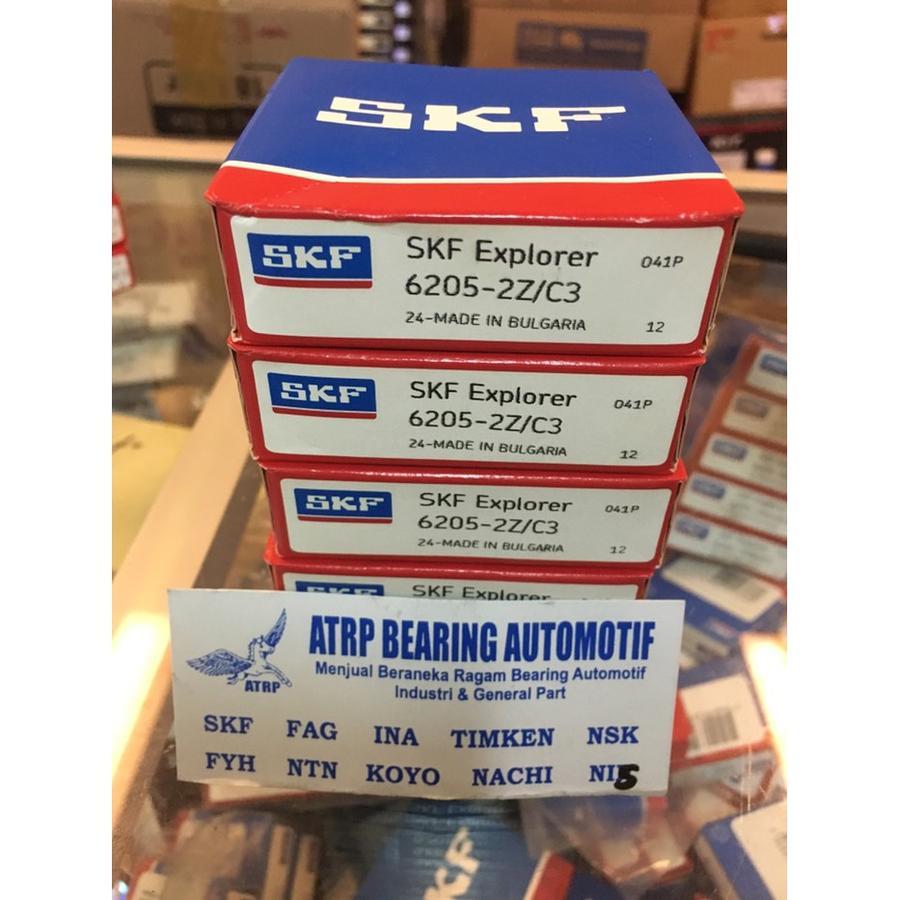 SKF
SKF
SKF Explorer
041P
6205-2Z/C3
24-MADE IN BULGARIA
12
SKF
SKF Explorer
041P
6205-2Z/C3
24-MADE IN BULGARIA
12
SKF
SKF Explorer
041P
6205-2Z/C3
24-MADE IN BULGARIA
12
SKF
SKF Explorer
ATRP BEARING AUTOMOTIF
Menjual Beraneka Ragam Bearing Automotif
Industri & General Part
ATRP
SKF FAG INA TIMKEN NSK
FYH NTN KOYO NACHI
SKF